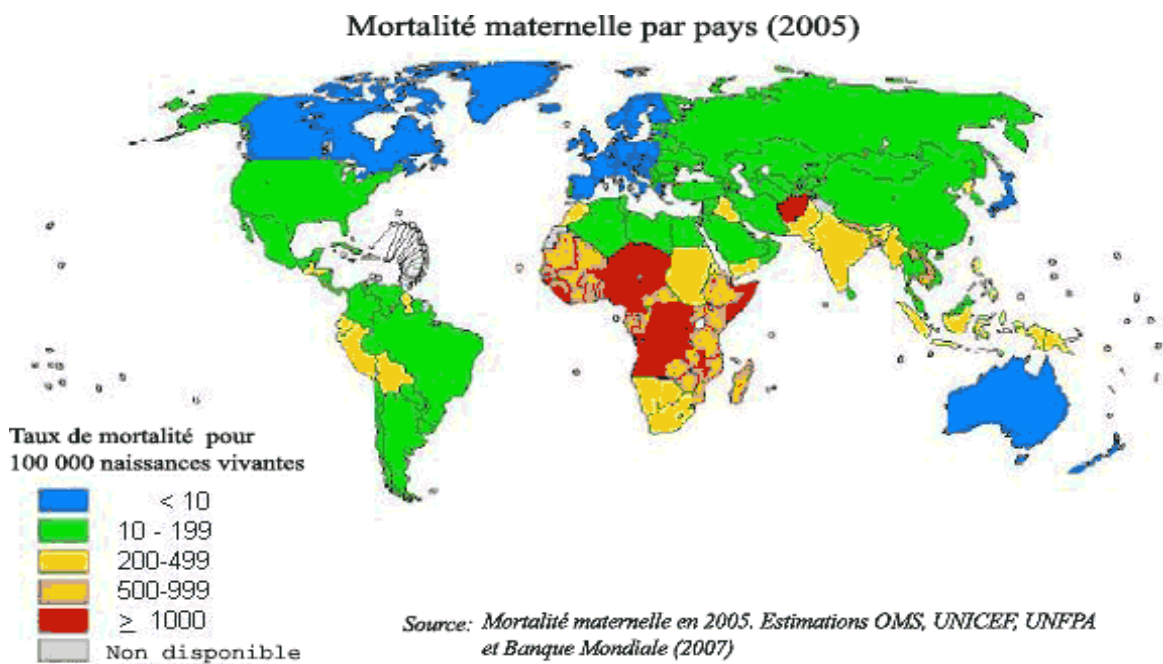 Mortalité maternelle par pays (2005)
Taux de mortalité pour
100 000 naissances vivantes
< 10
10 - 199
200-499
500-999
≥ 1000
Non disponible
Source: Mortalité maternelle en 2005. Estimations OMS, UNICEF, UNFPA
et Banque Mondiale (2007)